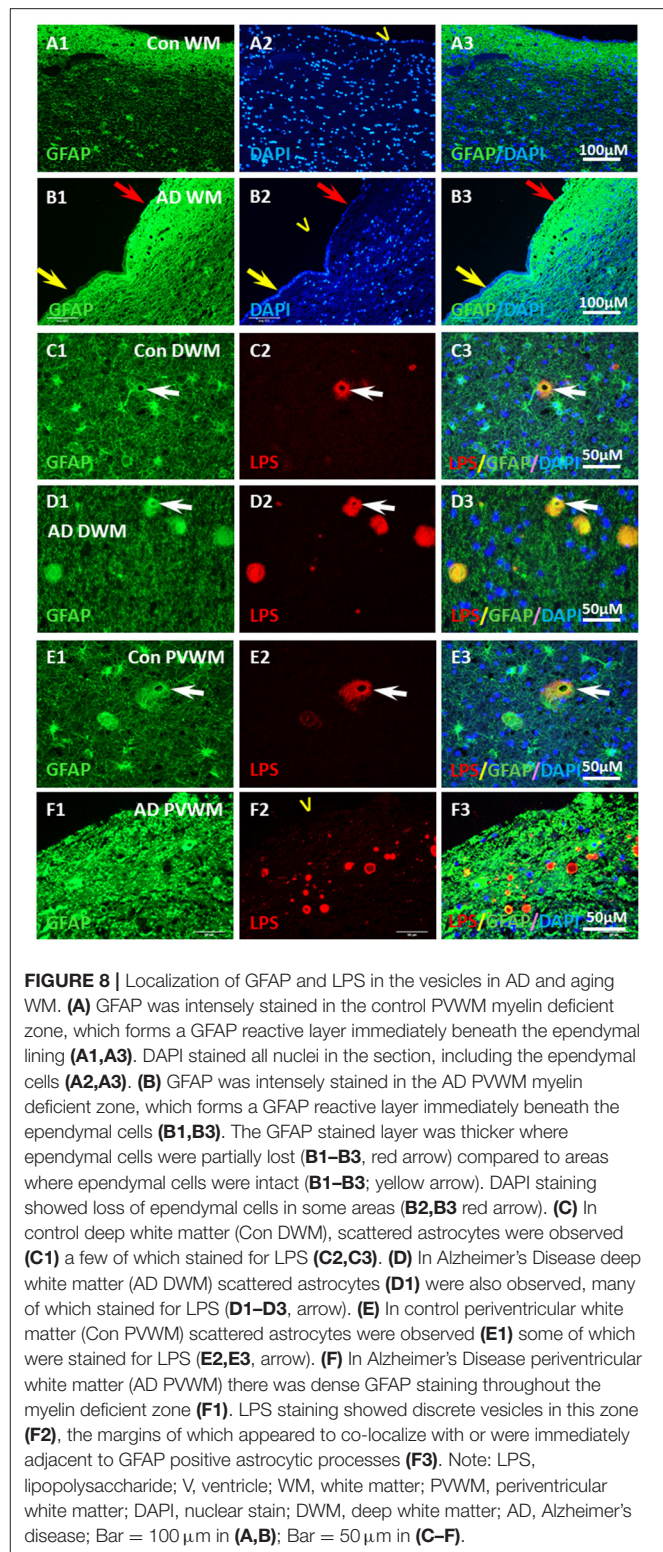 A1 Con WM A2 A3
V
GFAP DAPI GFAP/DAPI
100µM
B1 AD WM B2 B3
V
GFAP DAPI GFAP/DAPI
100µM
C1 Con DWM C2 C3
GFAP LPS LPS/GFAP/DAPI
50µM
D1 D2 D3
AD DWM
GFAP LPS LPS/GFAP/DAPI
50µM
E1 Con PVWM E2 E3
GFAP LPS LPS/GFAP/DAPI
50µM
F1 AD PVWM F2 F3
V
GFAP LPS LPS/GFAP/DAPI
50µM
FIGURE 8 | Localization of GFAP and LPS in the vesicles in AD and aging
WM. (A) GFAP was intensely stained in the control PVWM myelin deficient
zone, which forms a GFAP reactive layer immediately beneath the ependymal
lining (A1,A3). DAPI stained all nuclei in the section, including the ependymal
cells (A2,A3). (B) GFAP was intensely stained in the AD PVWM myelin
deficient zone, which forms a GFAP reactive layer immediately beneath the
ependymal cells (B1,B3). The GFAP stained layer was thicker where
ependymal cells were partially lost (B1–B3, red arrow) compared to areas
where ependymal cells were intact (B1–B3; yellow arrow). DAPI staining
showed loss of ependymal cells in some areas (B2,B3 red arrow). (C) In
control deep white matter (Con DWM), scattered astrocytes were observed
(C1) a few of which stained for LPS (C2,C3). (D) In Alzheimer's Disease deep
white matter (AD DWM) scattered astrocytes (D1) were also observed, many
of which stained for LPS (D1–D3, arrow). (E) In control periventricular white
matter (Con PVWM) scattered astrocytes were observed (E1) some of which
were stained for LPS (E2,E3, arrow). (F) In Alzheimer's Disease periventricular
white matter (AD PVWM) there was dense GFAP staining throughout the
myelin deficient zone (F1). LPS staining showed discrete vesicles in this zone
(F2), the margins of which appeared to co-localize with or were immediately
adjacent to GFAP positive astrocytic processes (F3). Note: LPS,
lipopolysaccharide; V, ventricle; WM, white matter; PVWM, periventricular
white matter; DAPI, nuclear stain; DWM, deep white matter; AD, Alzheimer's
disease; Bar = 100 µm in (A,B); Bar = 50 µm in (C–F).